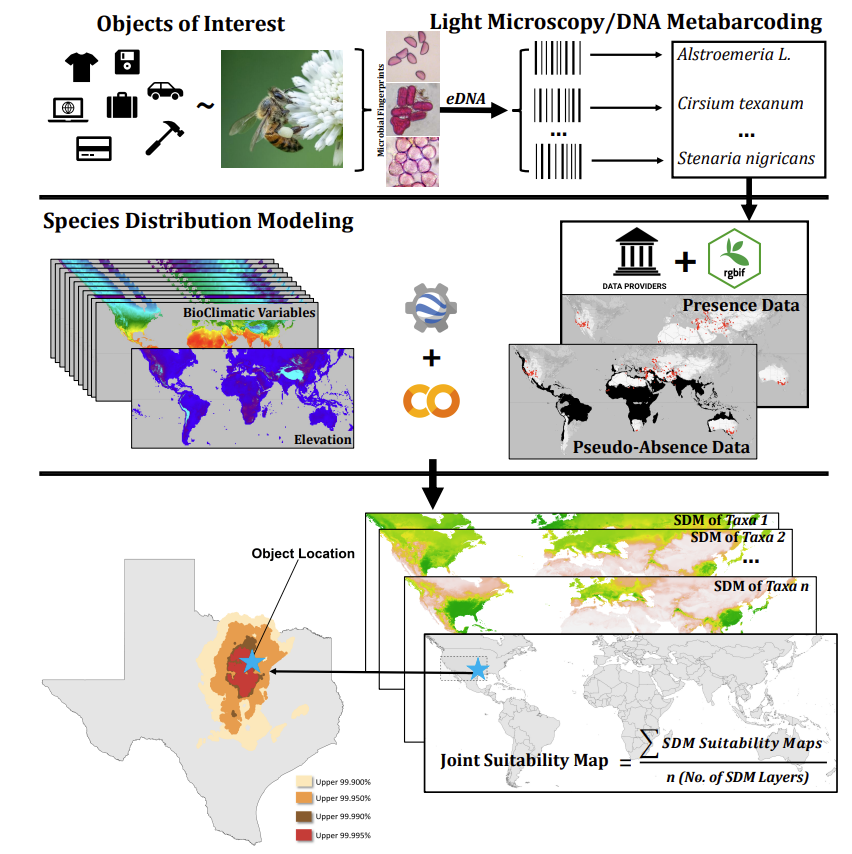 Objects of Interest
Light Microscopy/DNA Metabarcoding
Microbial Fingerprints
eDNA
Alstroemeria L.
Cirsium texanum
...
...
Stenaria nigricans
~
Species Distribution Modeling
BioClimatic Variables
Elevation
+
DATA PROVIDERS
+
rgbif
Presence Data
Pseudo-Absence Data
SDM of Taxa 1
SDM of Taxa 2
...
SDM of Taxa n
Object Location
Joint Suitability Map = ∑ SDM Suitability Maps
n (No. of SDM Layers)
Upper 99.900%
Upper 99.950%
Upper 99.990%
Upper 99.995%